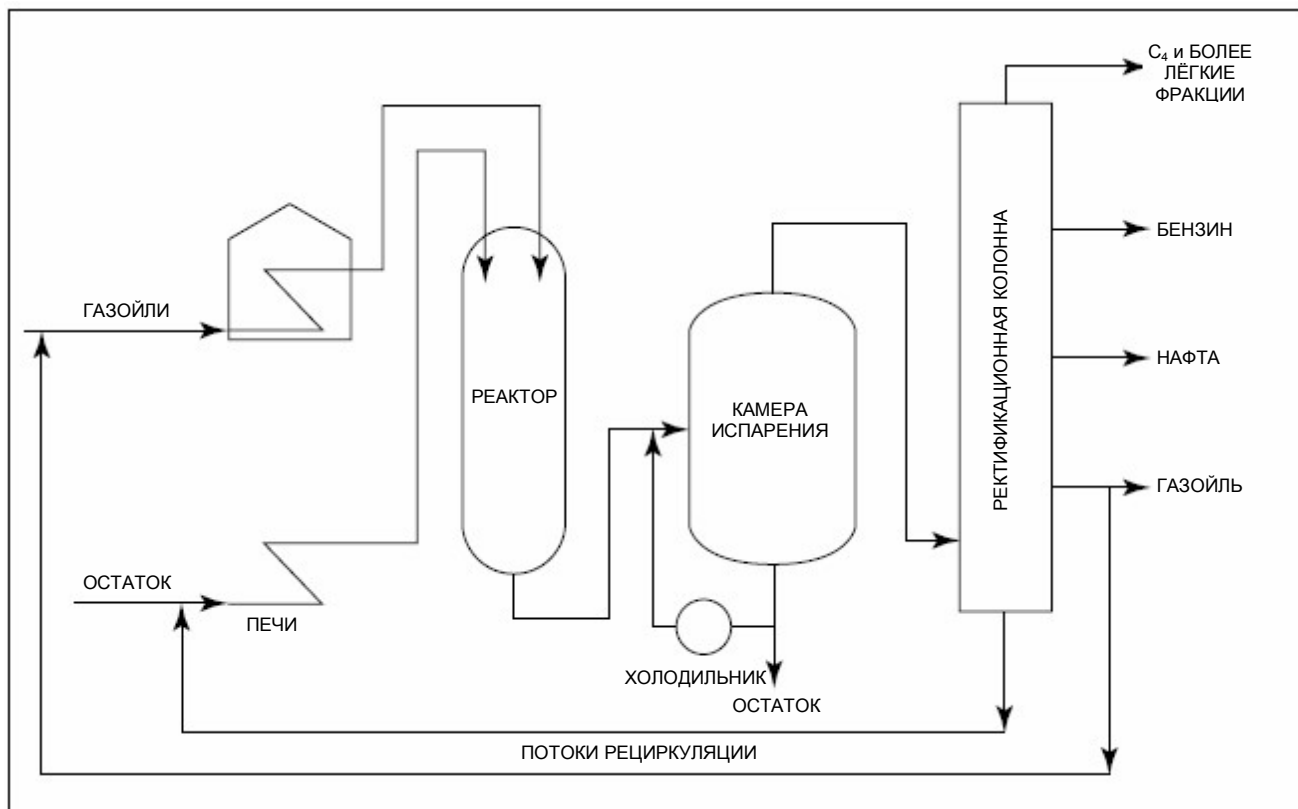 C₄ и БОЛЕЕ
ЛЁГКИЕ
ФРАКЦИИ
БЕНЗИН
НАФТА
ГАЗОЙЛЬ
РЕКТИФИКАЦИОННАЯ КОЛОННА
ГАЗОЙЛИ
РЕАКТОР
КАМЕРА
ИСПАРЕНИЯ
ОСТАТОК
ПЕЧИ
ХОЛОДИЛЬНИК
ОСТАТОК
ПОТОКИ РЕЦИРКУЛЯЦИИ